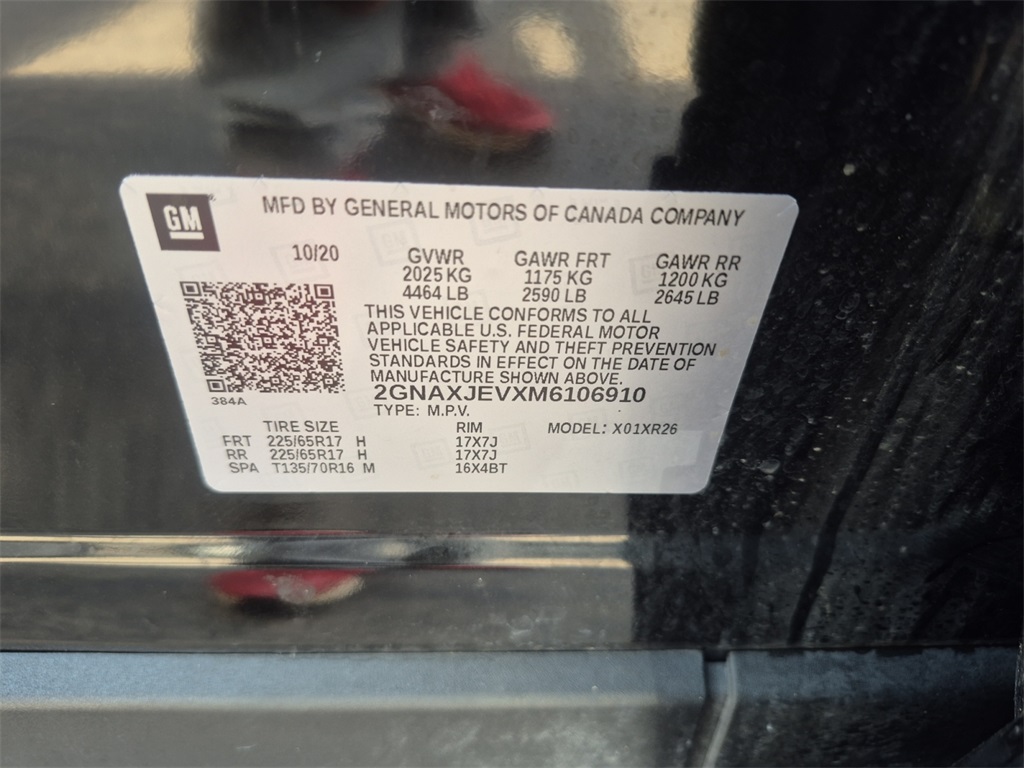 GM
MFD BY GENERAL MOTORS OF CANADA COMPANY
10/20 GVWR GAWR FRT GAWR RR
2025 KG 1175 KG 1200 KG
4464 LB 2590 LB 2645 LB
THIS VEHICLE CONFORMS TO ALL
APPLICABLE U.S. FEDERAL MOTOR
VEHICLE SAFETY AND THEFT PREVENTION
STANDARDS IN EFFECT ON THE DATE OF
MANUFACTURE SHOWN ABOVE.
384A
2GNAXJEVXM6106910
TYPE: M.P.V.
TIRE SIZE RIM MODEL: X01XR26
FRT 225/65R17 H 17X7J
RR 225/65R17 H 17X7J
SPA T135/70R16 M 16X4BT